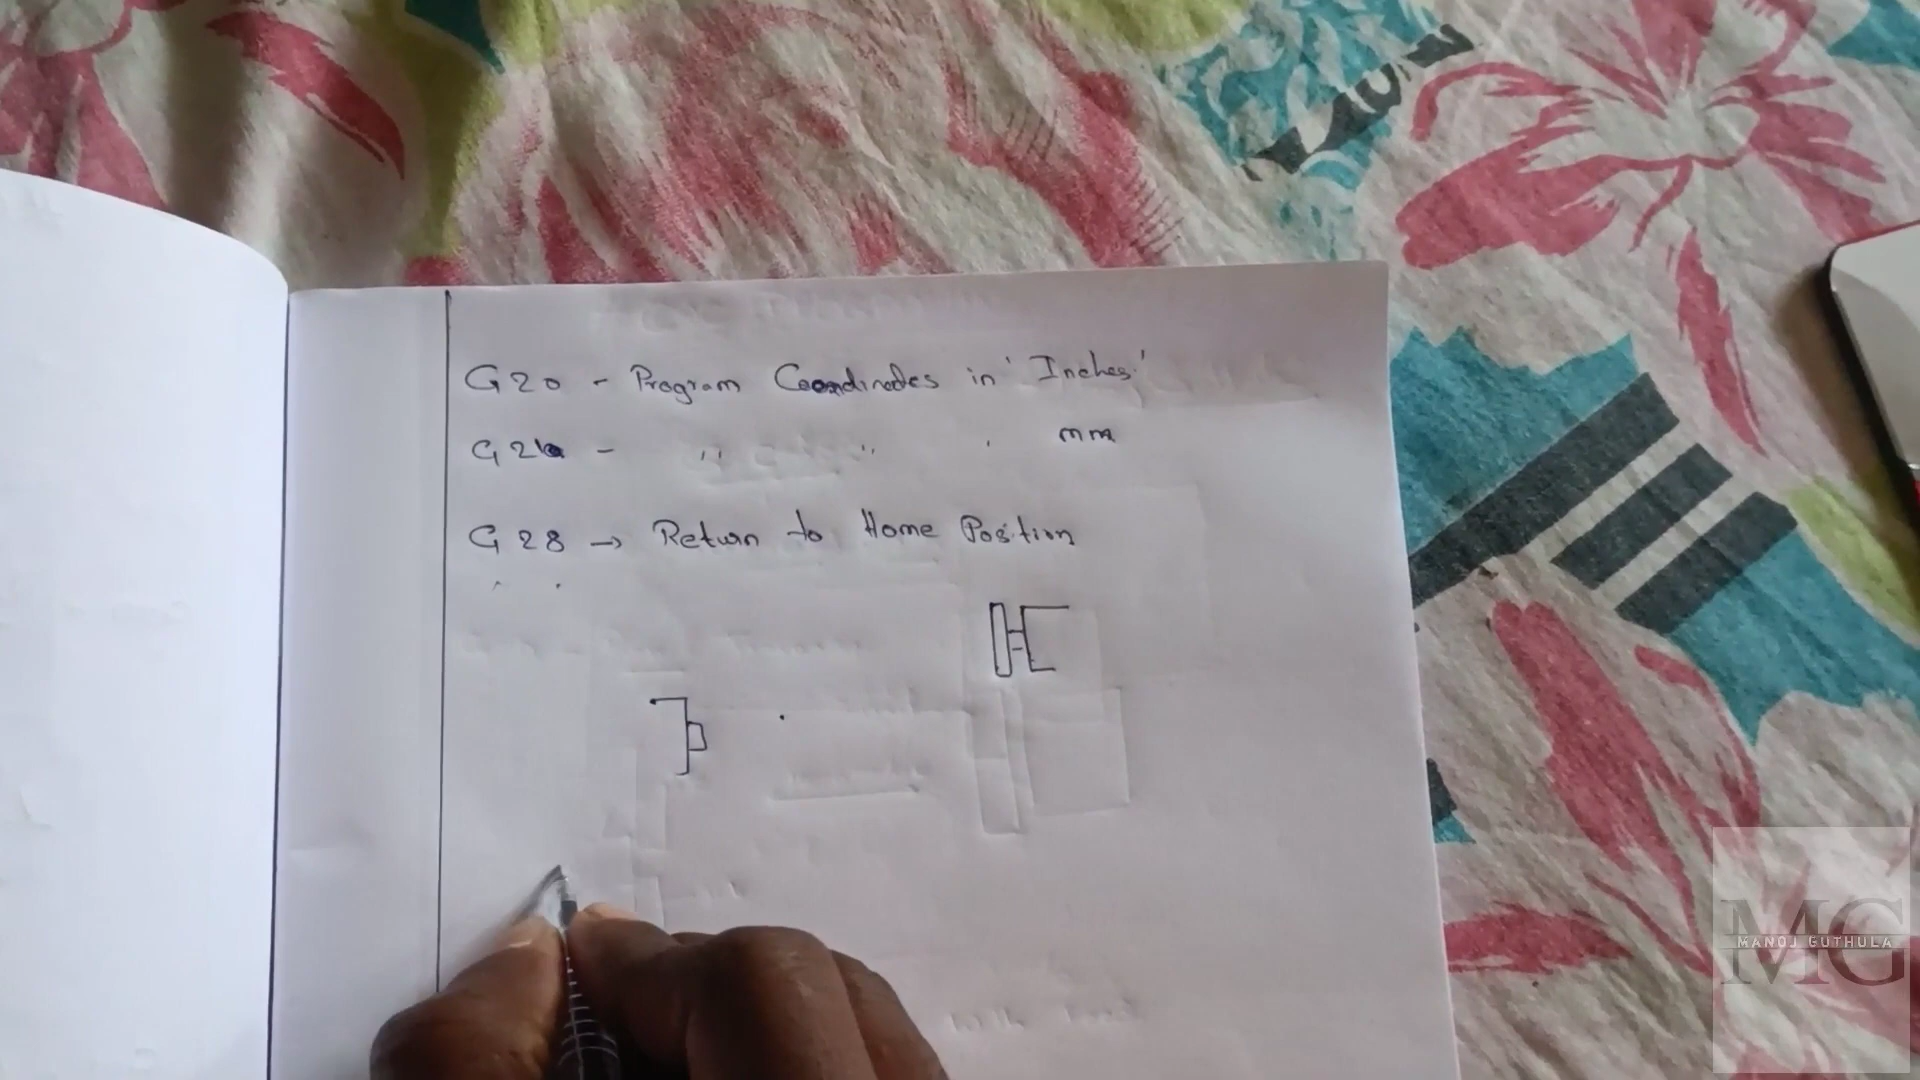 G20 - Program Coordinates in 'Inches'
G21 - " " ' mm
G28 → Return to Home Position
MG
MANOJ GUTHULA